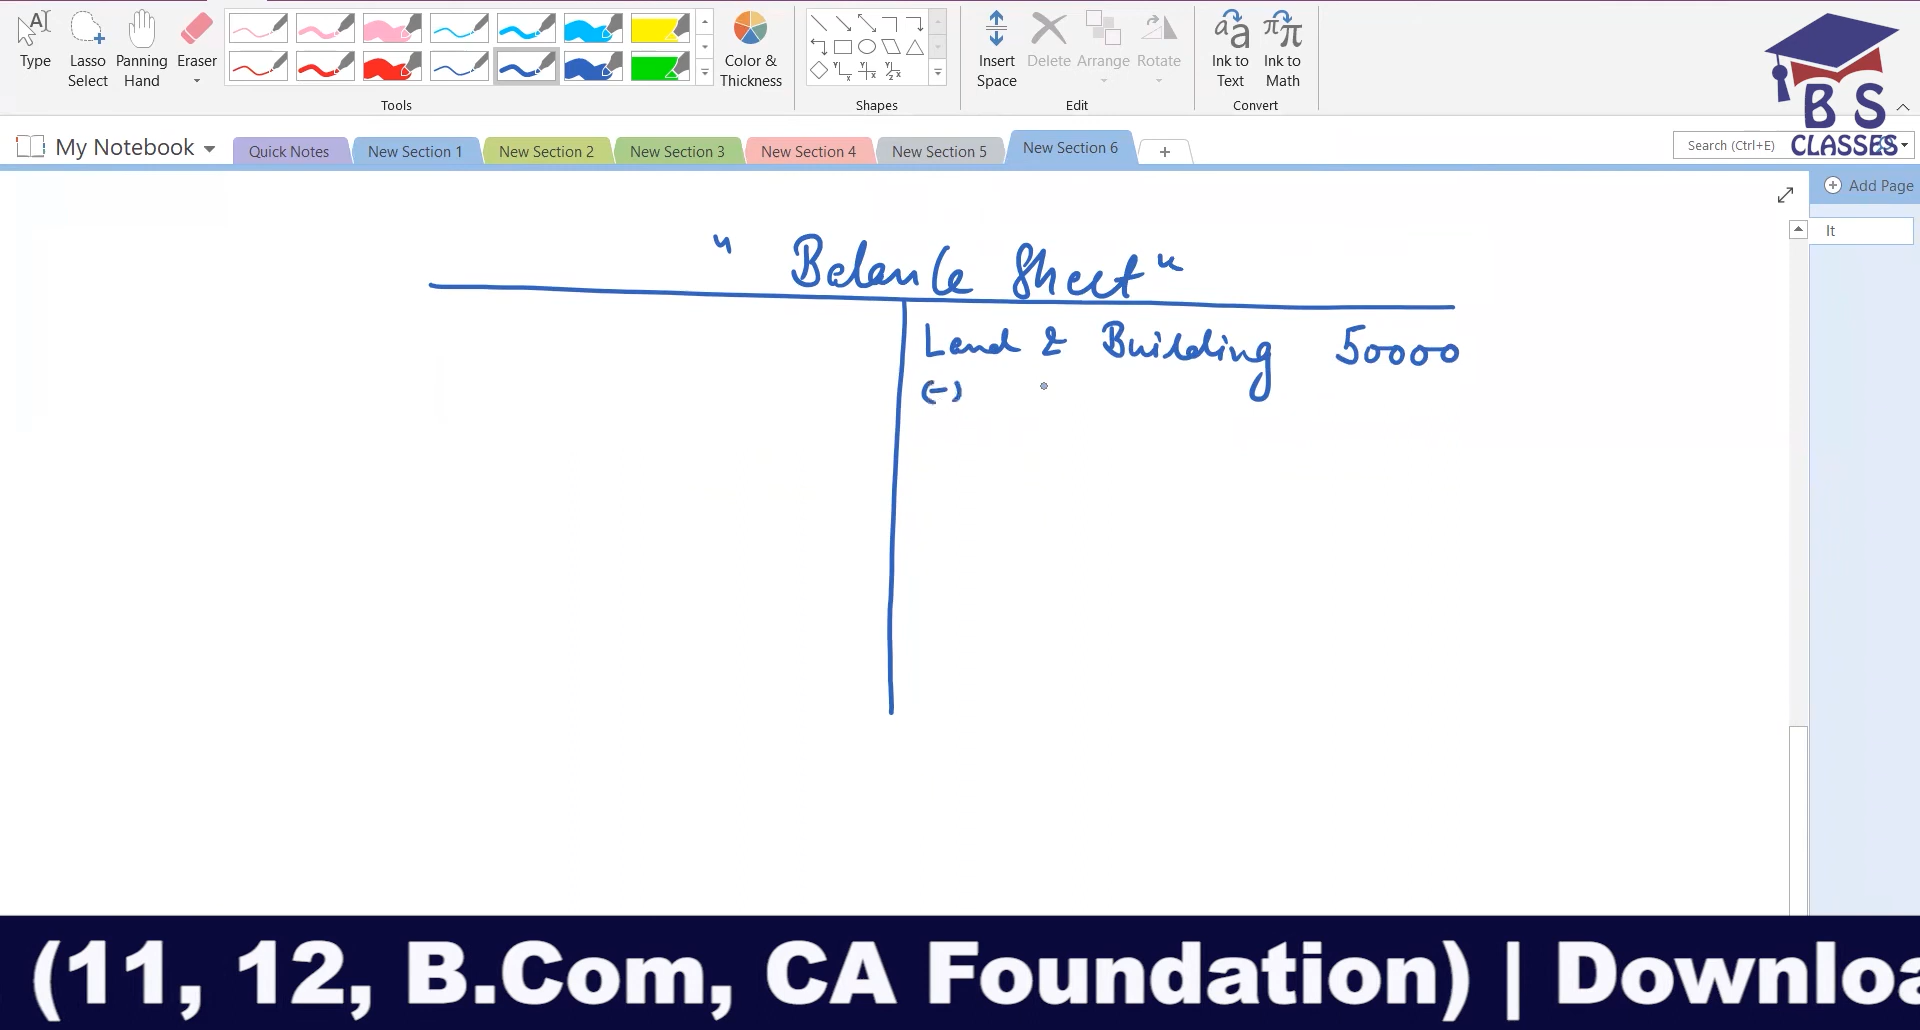 Type
Lasso Select
Panning Hand
Eraser
Color & Thickness
Insert Space
Delete
Arrange
Rotate
Ink to Text
Ink to Math
Tools
Shapes
Edit
Convert
BS
CLASSES
My Notebook
Quick Notes
New Section 1
New Section 2
New Section 3
New Section 4
New Section 5
New Section 6
Search (Ctrl+E)
Add Page
It
" Balance Sheet "
Land & Building 50000
(-)
(11, 12, B.Com, CA Foundation) | Downloa